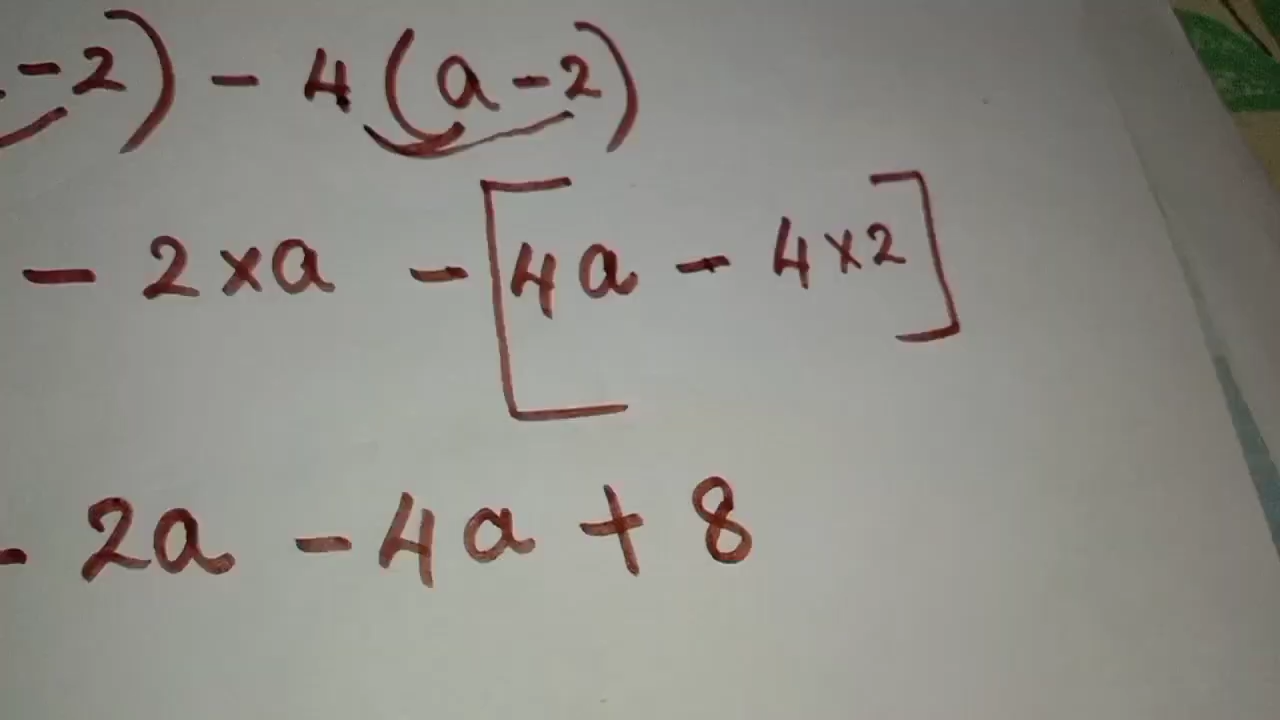 -2) - 4(a-2)
- 2×a - [4a - 4×2]
- 2a - 4a + 8